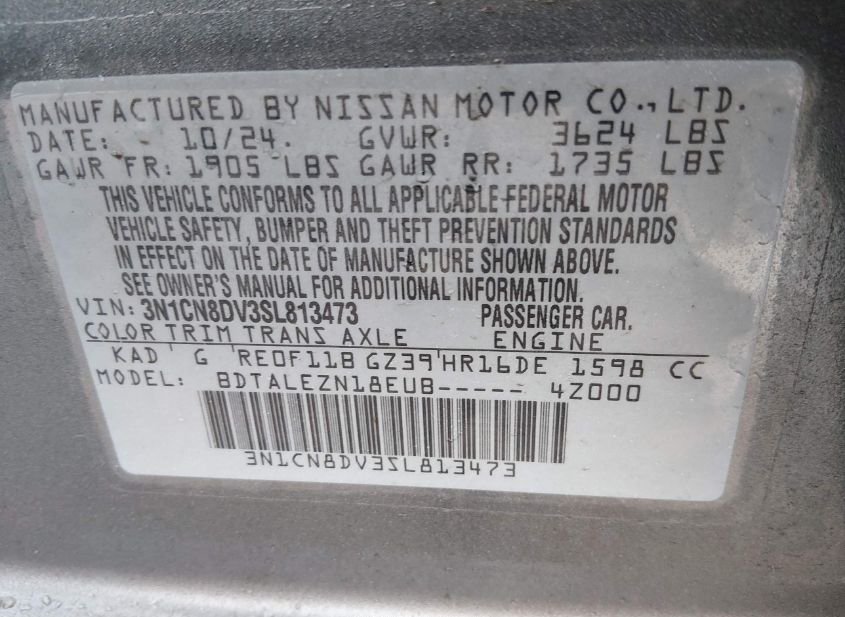 MANUFACTURED BY NISSAN MOTOR CO., LTD.
DATE: 10/24. GVWR: 3624 LBS
GAWR FR: 1905 LBS GAWR RR: 1735 LBS
THIS VEHICLE CONFORMS TO ALL APPLICABLE FEDERAL MOTOR
VEHICLE SAFETY, BUMPER AND THEFT PREVENTION STANDARDS
IN EFFECT ON THE DATE OF MANUFACTURE SHOWN ABOVE.
SEE OWNER'S MANUAL FOR ADDITIONAL INFORMATION.
VIN: 3N1CN8DV3SL813473 PASSENGER CAR.
COLOR TRIM TRANS AXLE ENGINE
KAD G RE0F11B GZ39 HR16DE 1598 CC
MODEL: BDTALEZN18EUB----- 4Z000
3N1CN8DV3SL813473